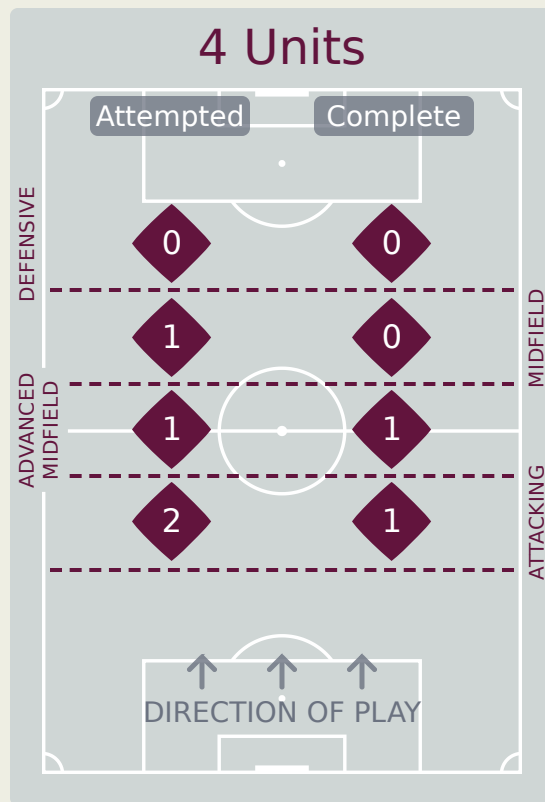 4 Units
Attempted
Complete
DEFENSIVE
0
0
MIDFIELD
1
0
ADVANCED
MIDFIELD
1
1
ATTACKING
2
1
DIRECTION OF PLAY